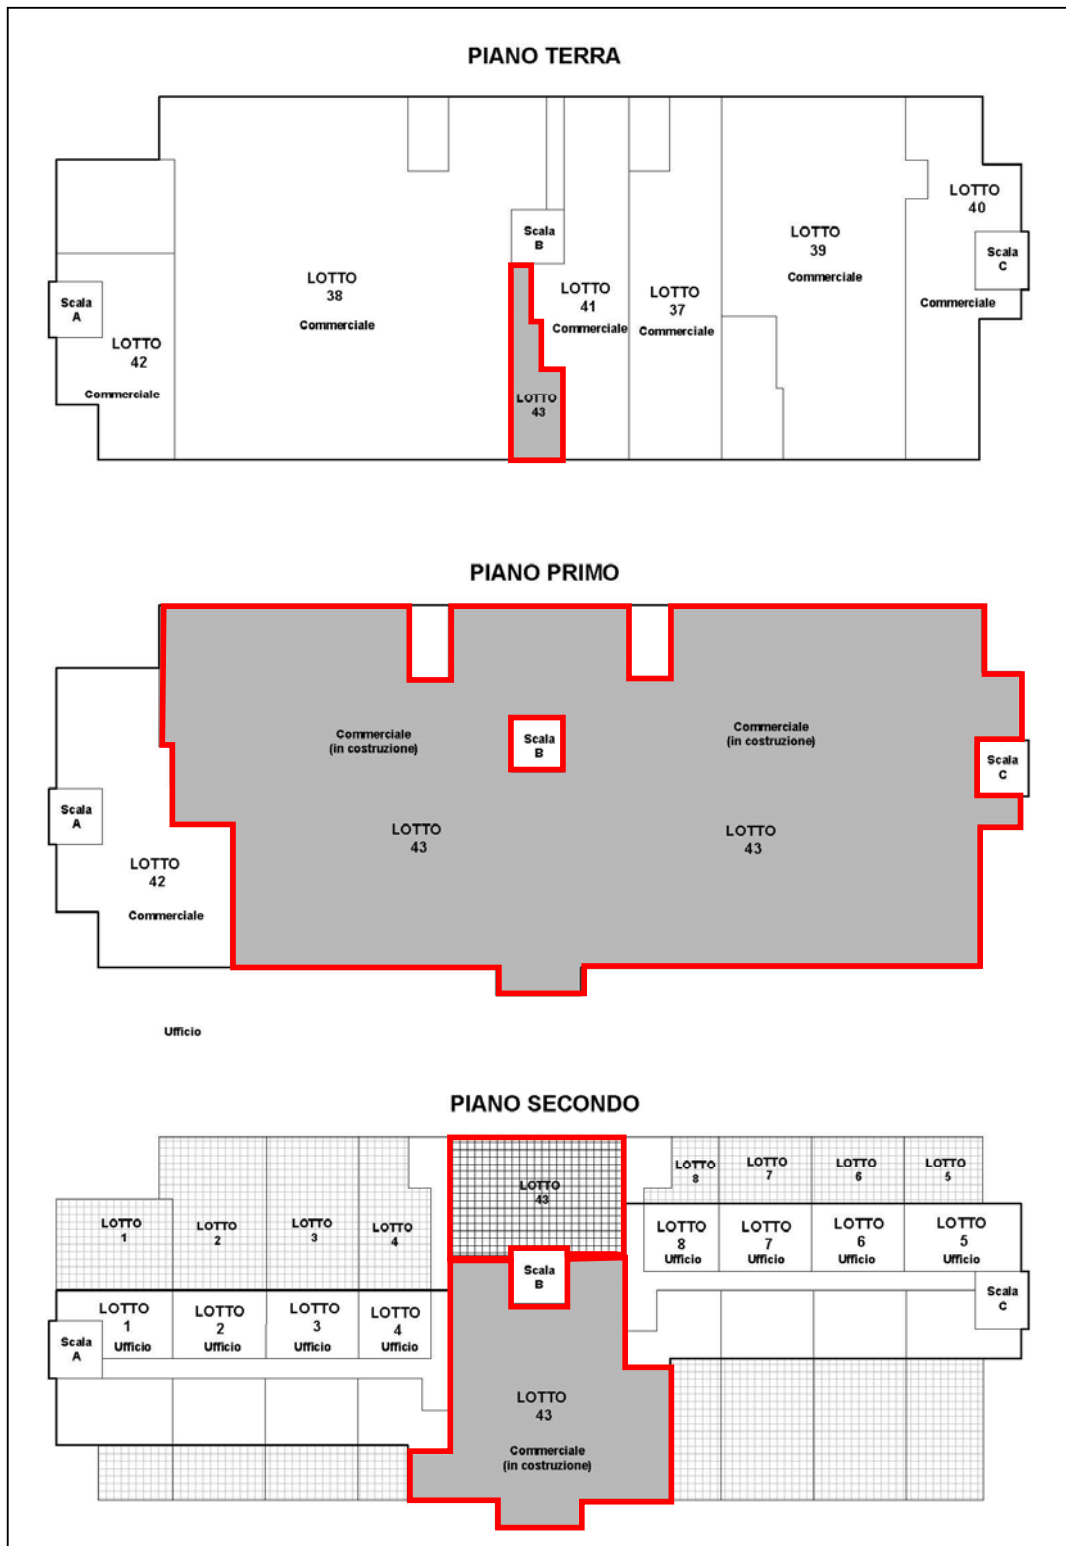 PIANO TERRA
LOTTO
40
Scala
B
LOTTO
39
Scala
C
LOTTO
38
LOTTO
41
LOTTO
37
Commerciale
Scala
A
Commerciale
Commerciale
Commerciale
Commerciale
LOTTO
42
Commerciale
LOTTO
43
PIANO PRIMO
Commerciale
(in costruzione)
Scala
B
Commerciale
(in costruzione)
Scala
C
Scala
A
LOTTO
43
LOTTO
43
LOTTO
42
Commerciale
Ufficio
PIANO SECONDO
LOTTO
1
LOTTO
2
LOTTO
3
LOTTO
4
LOTTO
43
LOTTO
8
LOTTO
7
LOTTO
6
LOTTO
5
LOTTO
8
Ufficio
LOTTO
7
Ufficio
LOTTO
6
Ufficio
LOTTO
5
Ufficio
Scala
B
Scala
C
LOTTO
1
Ufficio
LOTTO
2
Ufficio
LOTTO
3
Ufficio
LOTTO
4
Ufficio
Scala
A
LOTTO
43
Commerciale
(in costruzione)